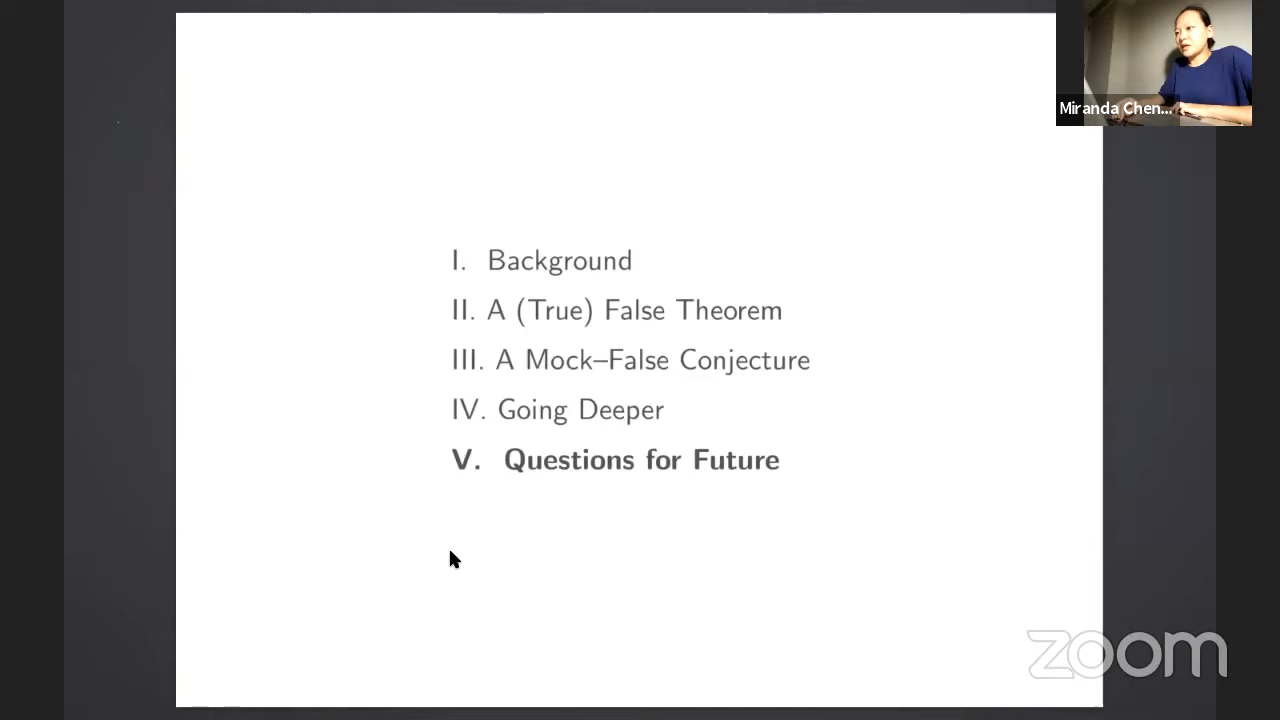 Miranda Chen...
I. Background
II. A (True) False Theorem
III. A Mock–False Conjecture
IV. Going Deeper
V. Questions for Future
zoom